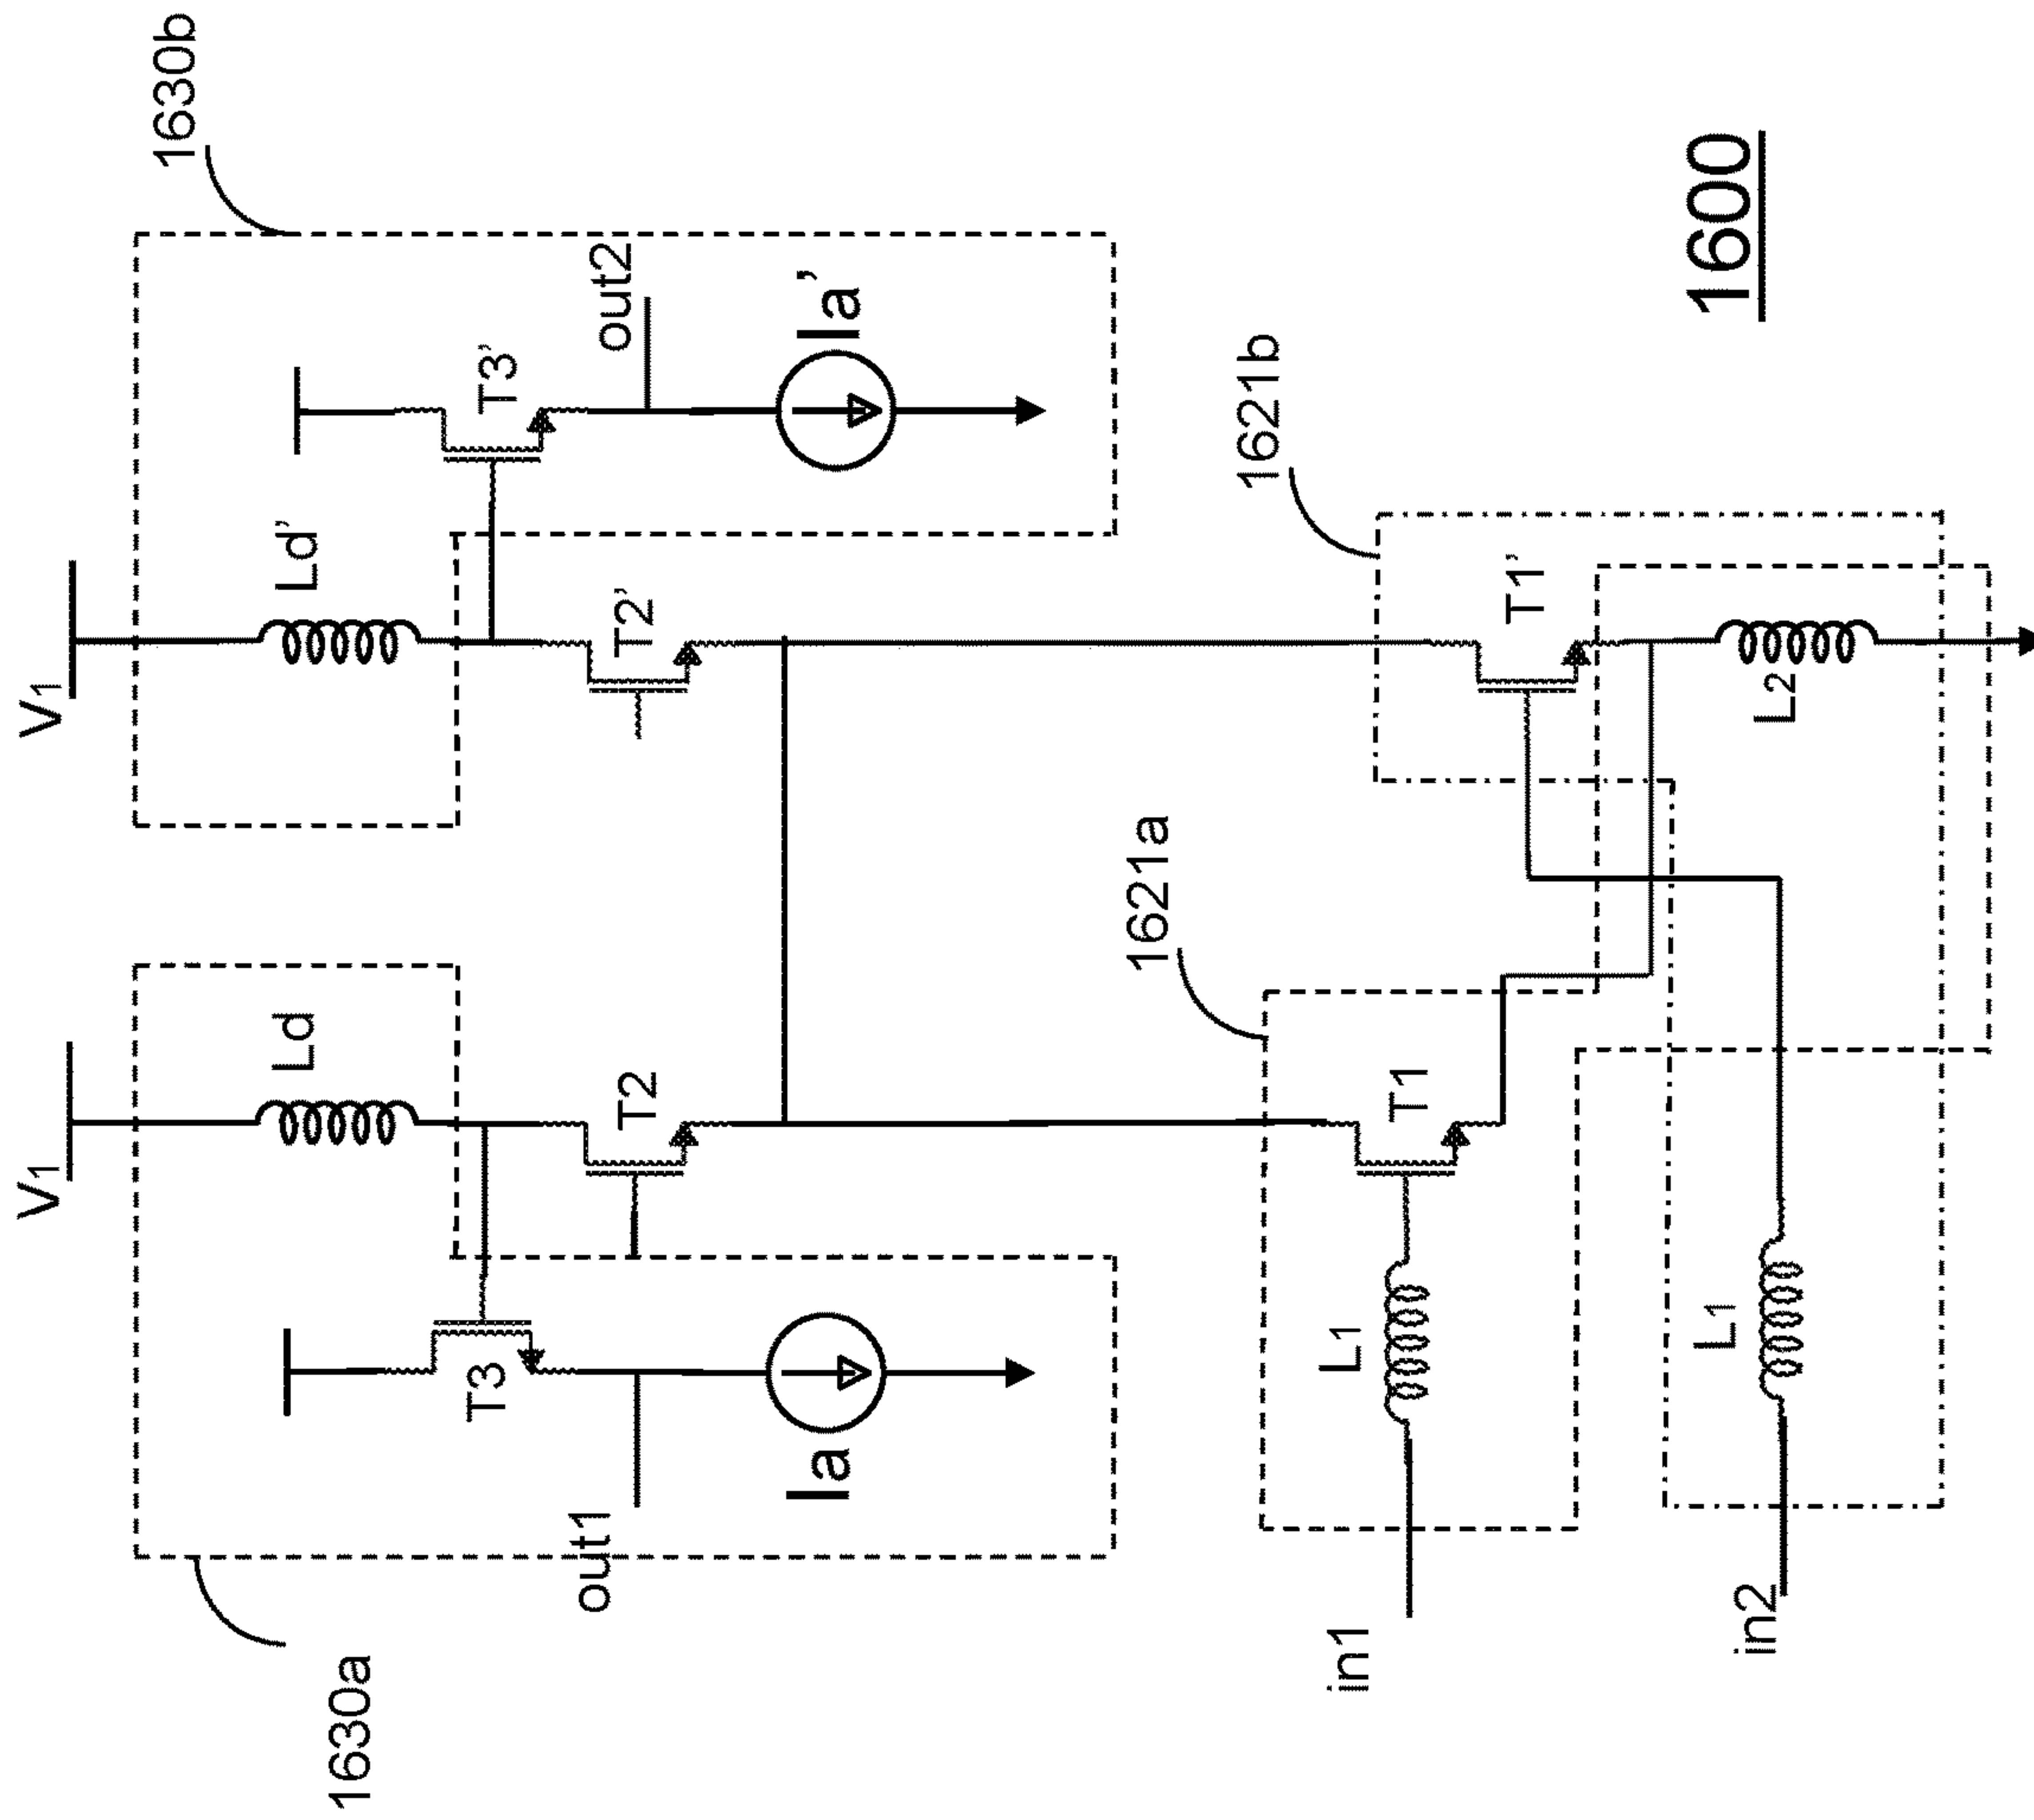 1630b
V1
V1
Ld
Ld'
T3
T2
T2'
T3'
out1
out2
Ia
Ia'
1630a
1621a
1621b
L1
T1
T1'
in1
L1
L2
in2
1600